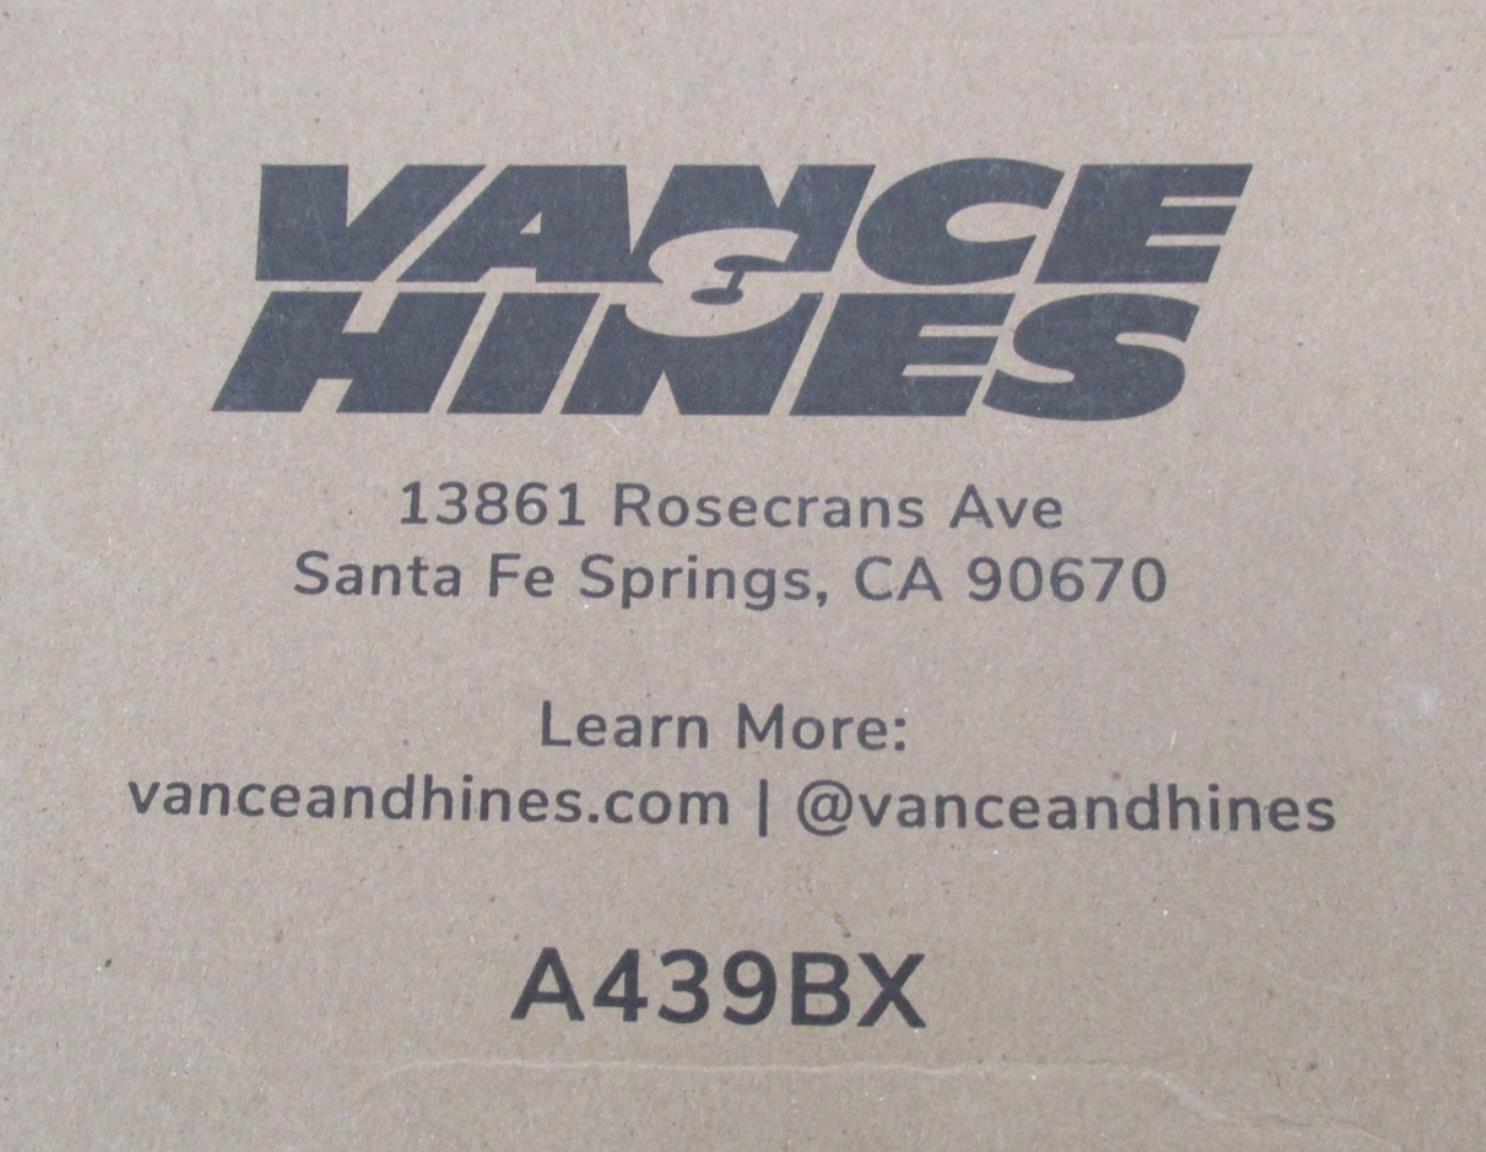 VANCE
&
HINES
13861 Rosecrans Ave
Santa Fe Springs, CA 90670
Learn More:
vanceandhines.com | @vanceandhines
A439BX